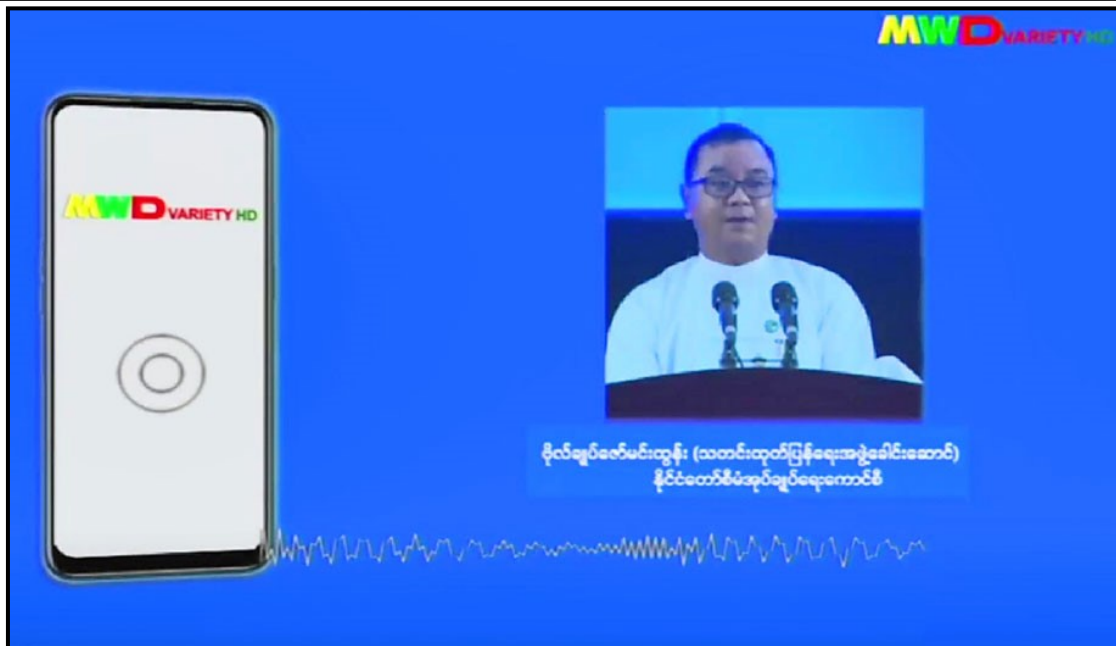 MWD VARIETY HD
MWD VARIETY HD
ဗိုလ်ချုပ်ဇော်မင်းထွန်း (သတင်းထုတ်ပြန်ရေးအဖွဲ့ခေါင်းဆောင်)
နိုင်ငံတော်စီမံအုပ်ချုပ်ရေးကောင်စီ